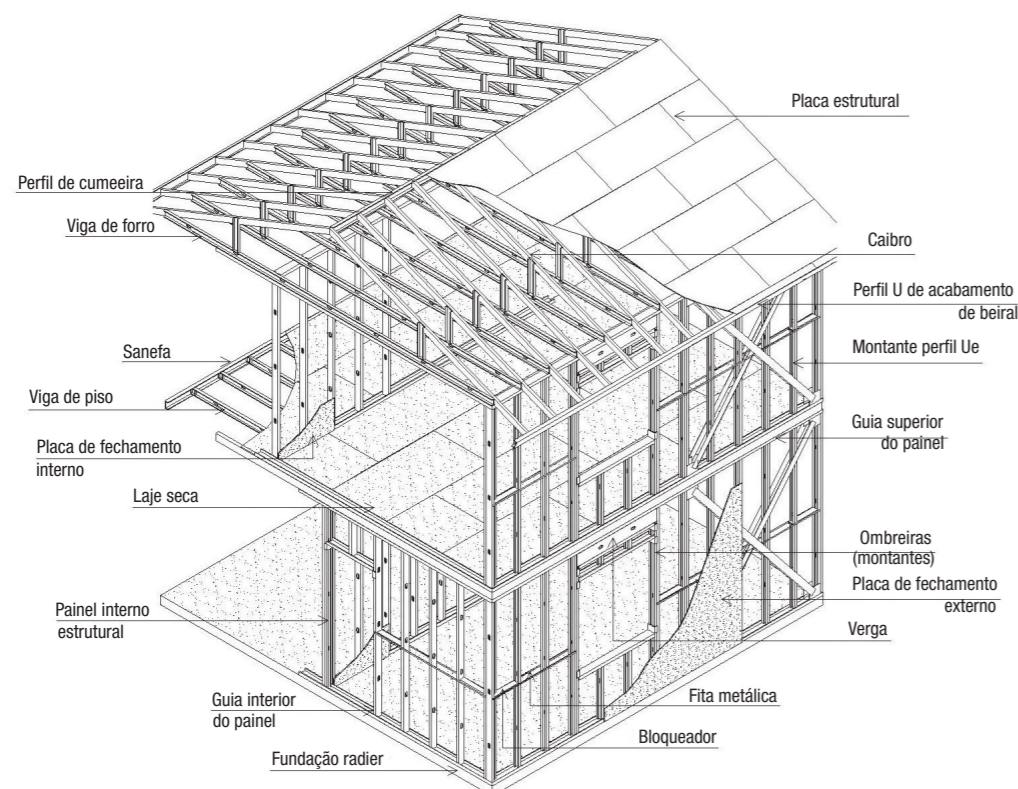 Placa estrutural
Perfil de cumeeira
Viga de forro
Caibro
Perfil U de acabamento
de beiral
Sanefa
Montante perfil Ue
Viga de piso
Guia superior
do painel
Placa de fechamento
interno
Laje seca
Ombreiras
(montantes)
Placa de fechamento
externo
Painel interno
estrutural
Verga
Guia interior
do painel
Fita metálica
Bloqueador
Fundação radier